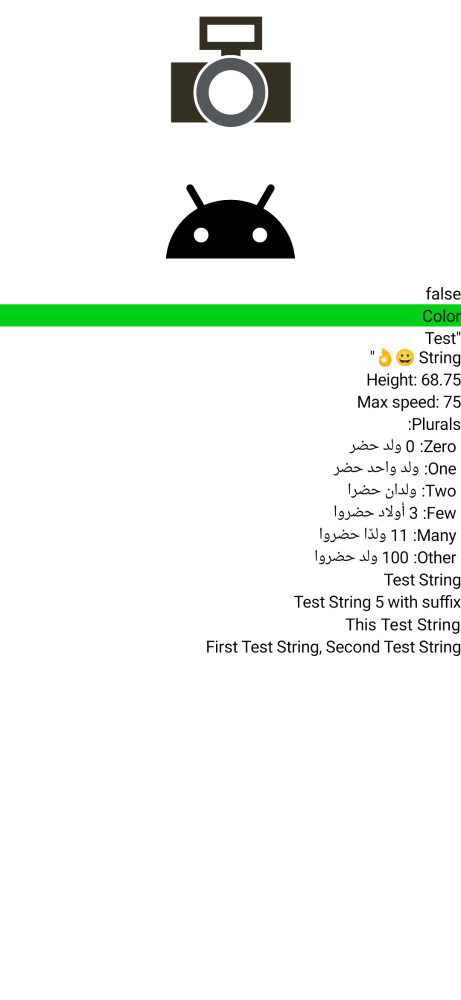 false
Color
"Test
String 😀👌"
Height: 68.75
Max speed: 75
Plurals:
Zero: 0 ولد حضر
One: ولد واحد حضر
Two: ولدان حضرا
Few: 3 أولاد حضروا
Many: 11 ولدًا حضروا
Other: 100 ولد حضروا
Test String
Test String 5 with suffix
This Test String
First Test String, Second Test String